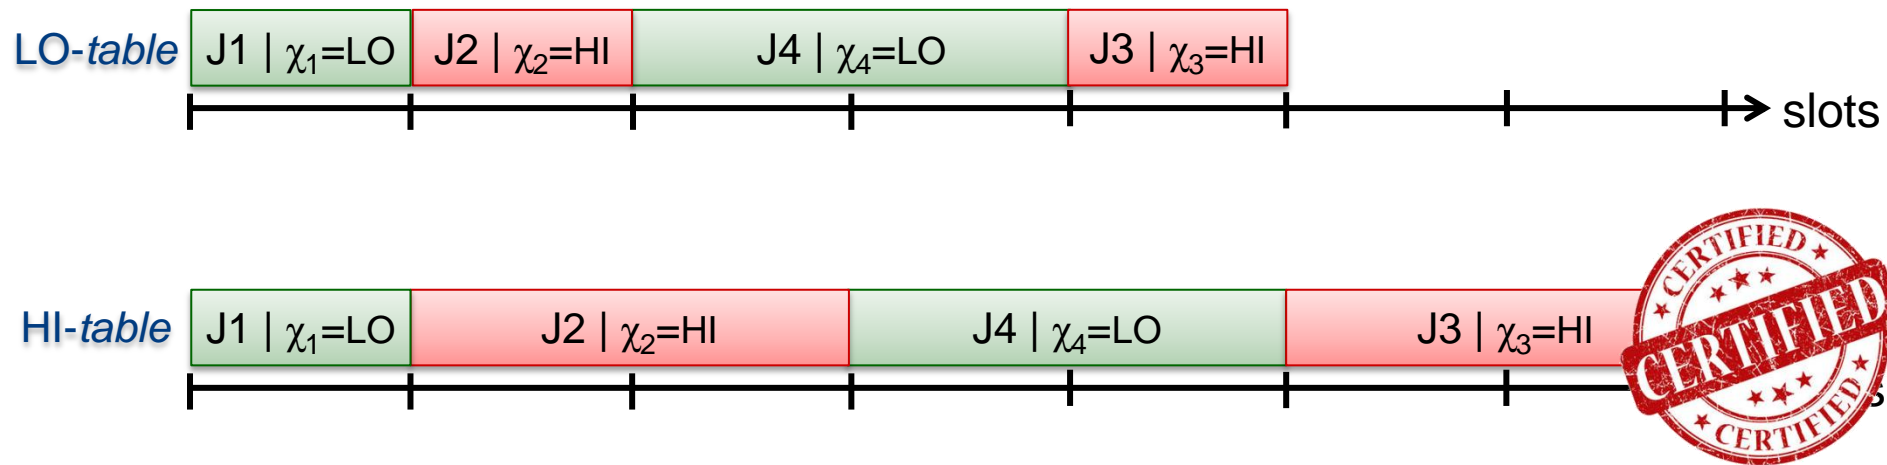 LO-table J1 | χ₁=LO J2 | χ₂=HI J4 | χ₄=LO J3 | χ₃=HI
slots
HI-table J1 | χ₁=LO J2 | χ₂=HI J4 | χ₄=LO J3 | χ₃=HI
CERTIFIED
CERTIFIED
CERTIFIED